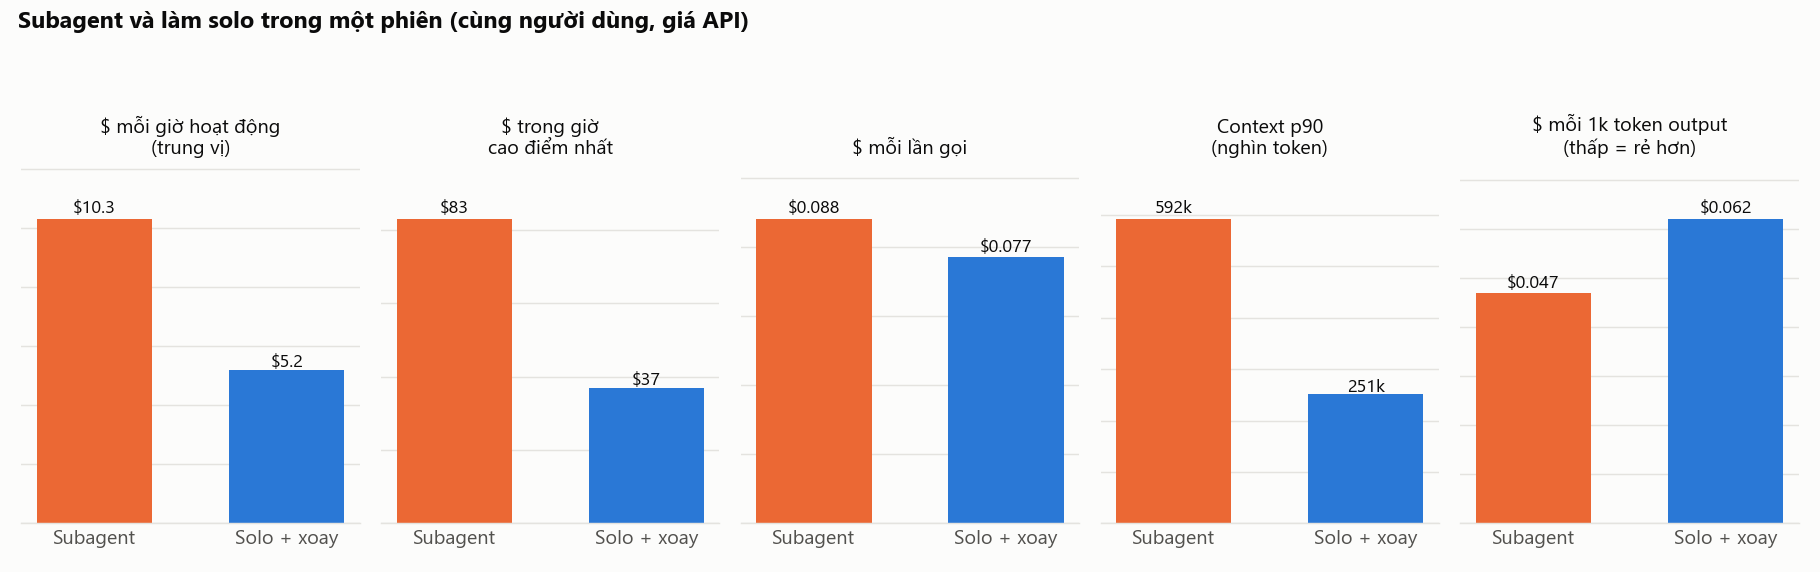 Subagent và làm solo trong một phiên (cùng người dùng, giá API)
$ mỗi giờ hoạt động
(trung vị)
$10.3
$5.2
Subagent
Solo + xoay
$ trong giờ
cao điểm nhất
$83
$37
Subagent
Solo + xoay
$ mỗi lần gọi
$0.088
$0.077
Subagent
Solo + xoay
Context p90
(nghìn token)
592k
251k
Subagent
Solo + xoay
$ mỗi 1k token output
(thấp = rẻ hơn)
$0.047
$0.062
Subagent
Solo + xoay